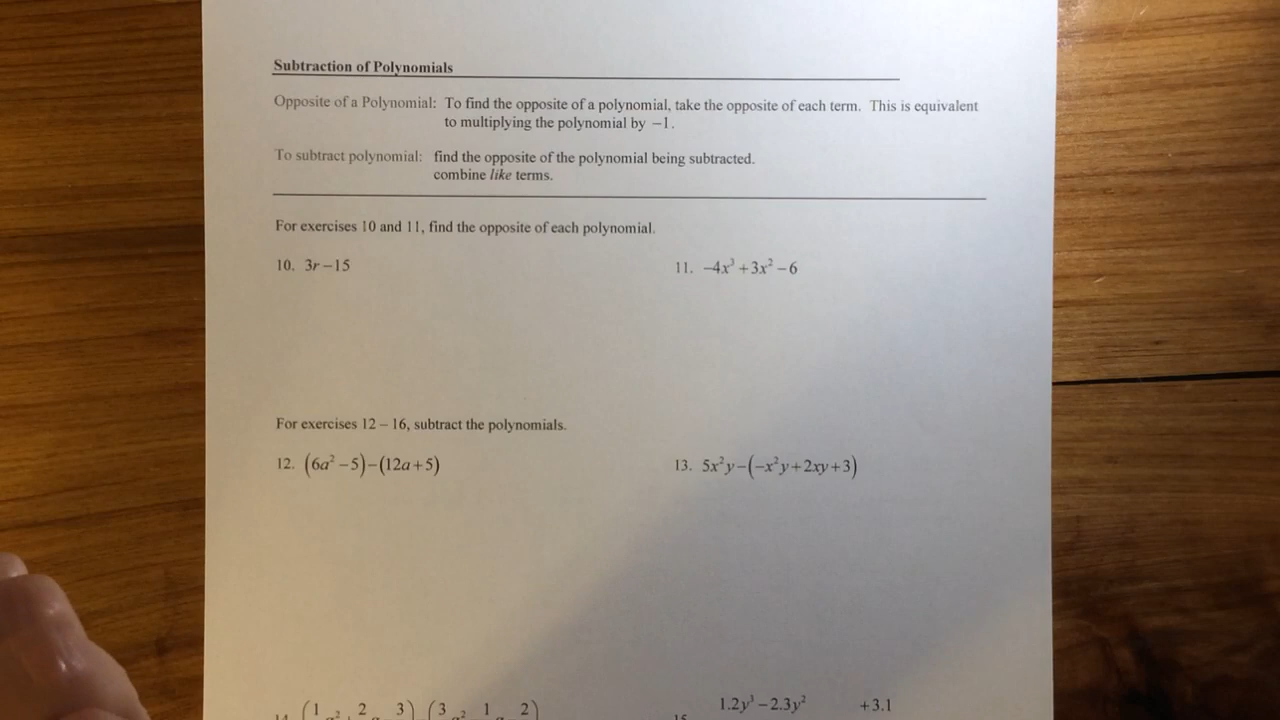 Subtraction of Polynomials
Opposite of a Polynomial: To find the opposite of a polynomial, take the opposite of each term. This is equivalent
to multiplying the polynomial by −1.
To subtract polynomial: find the opposite of the polynomial being subtracted.
combine like terms.
For exercises 10 and 11, find the opposite of each polynomial.
10. 3r−15
11. −4x³+3x²−6
For exercises 12 – 16, subtract the polynomials.
12. (6a²−5)−(12a+5)
13. 5x²y−(−x²y+2xy+3)
1.2y³−2.3y² +3.1